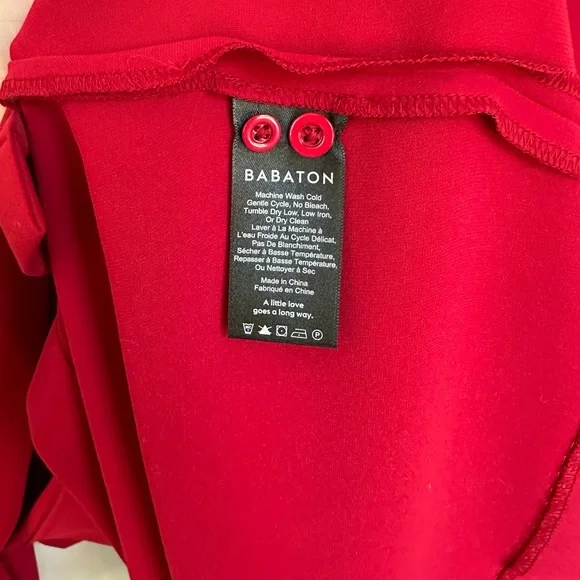 BABATON
Machine Wash Cold
Gentle Cycle, No Bleach,
Tumble Dry Low, Low Iron,
Or Dry Clean
Laver à La Machine à
L'eau Froide Au Cycle Délicat,
Pas De Blanchiment,
Sécher à Basse Température,
Repasser à Basse Température,
Ou Nettoyer à Sec
Made in China
Fabriqué en Chine
A little love
goes a long way.
P